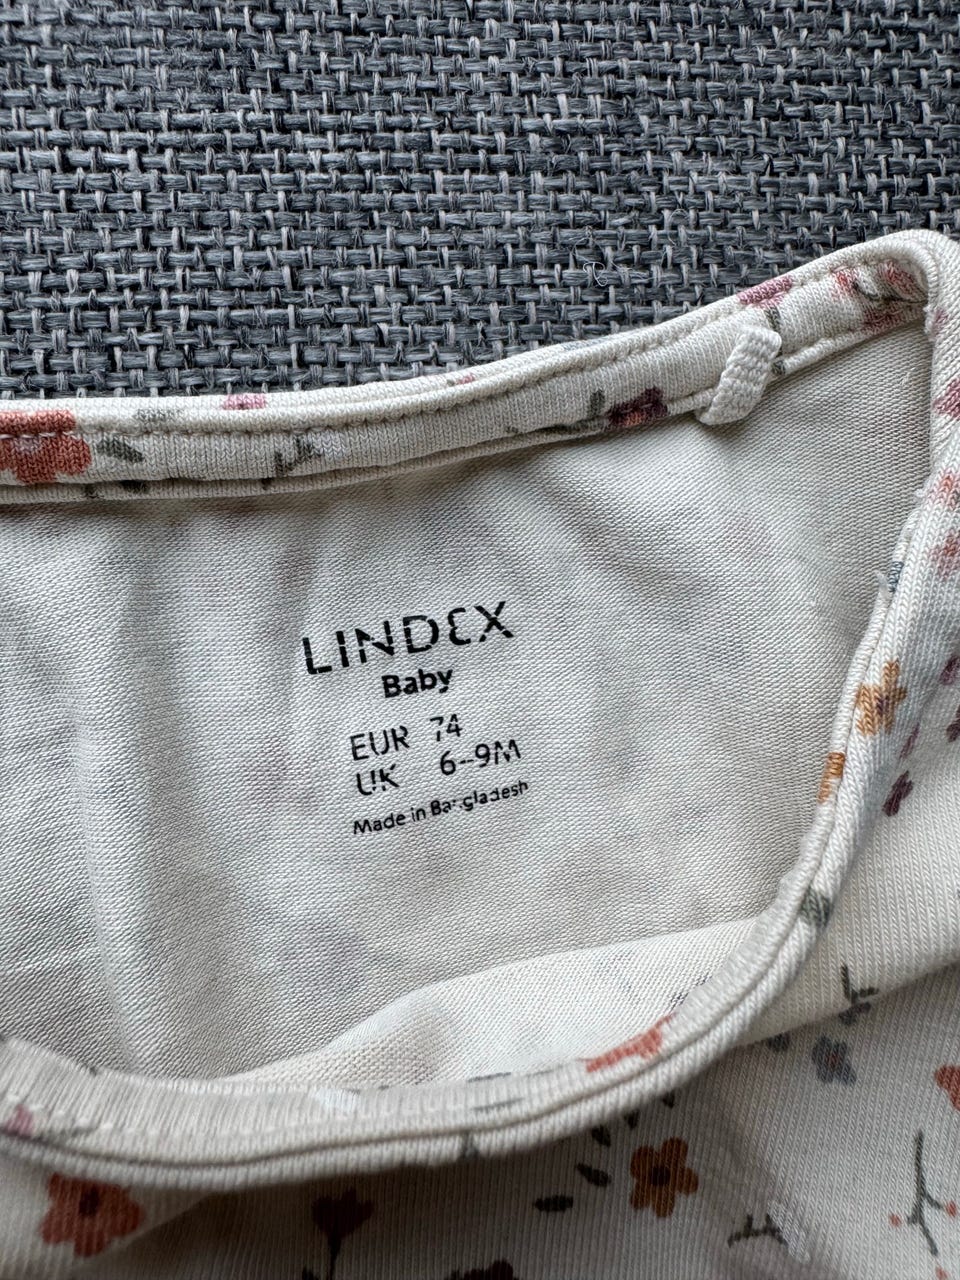 LINDEX
Baby
EUR 74
UK 6-9M
Made in Bangladesh